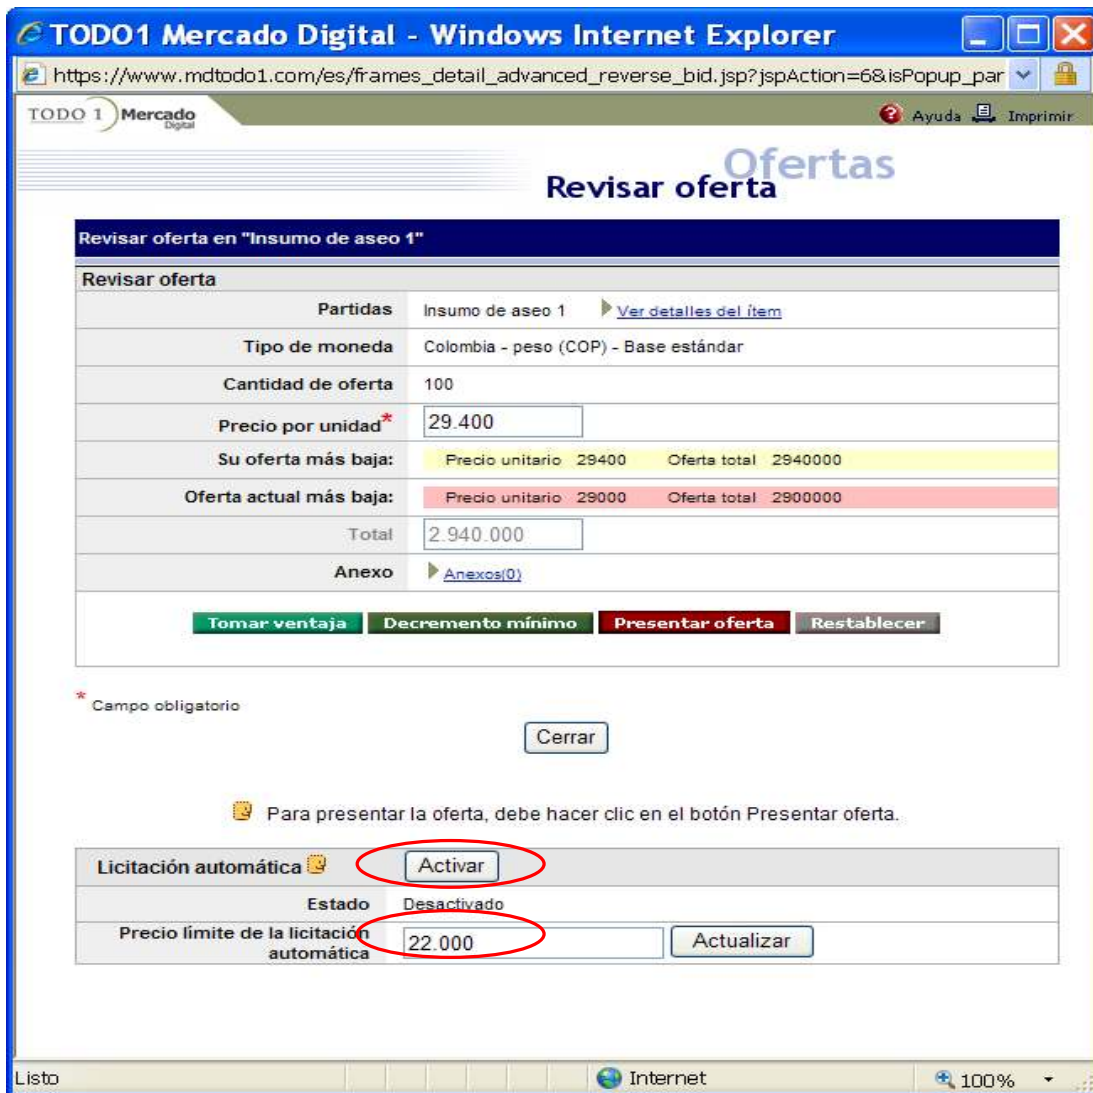 TODO1 Mercado Digital - Windows Internet Explorer
https://www.mdtodo1.com/es/frames_detail_advanced_reverse_bid.jsp?jspAction=6&isPopup_par
TODO 1 Mercado Digital
Ayuda Imprimir
Ofertas
Revisar oferta
Revisar oferta en "Insumo de aseo 1"
Revisar oferta
Partidas Insumo de aseo 1 Ver detalles del ítem
Tipo de moneda Colombia - peso (COP) - Base estándar
Cantidad de oferta 100
Precio por unidad* 29.400
Su oferta más baja: Precio unitario 29400 Oferta total 2940000
Oferta actual más baja: Precio unitario 29000 Oferta total 2900000
Total 2.940.000
Anexo Anexos(0)
Tomar ventaja Decremento mínimo Presentar oferta Restablecer
* Campo obligatorio
Cerrar
Para presentar la oferta, debe hacer clic en el botón Presentar oferta.
Licitación automática Activar
Estado Desactivado
Precio límite de la licitación automática 22.000 Actualizar
Listo Internet 100%